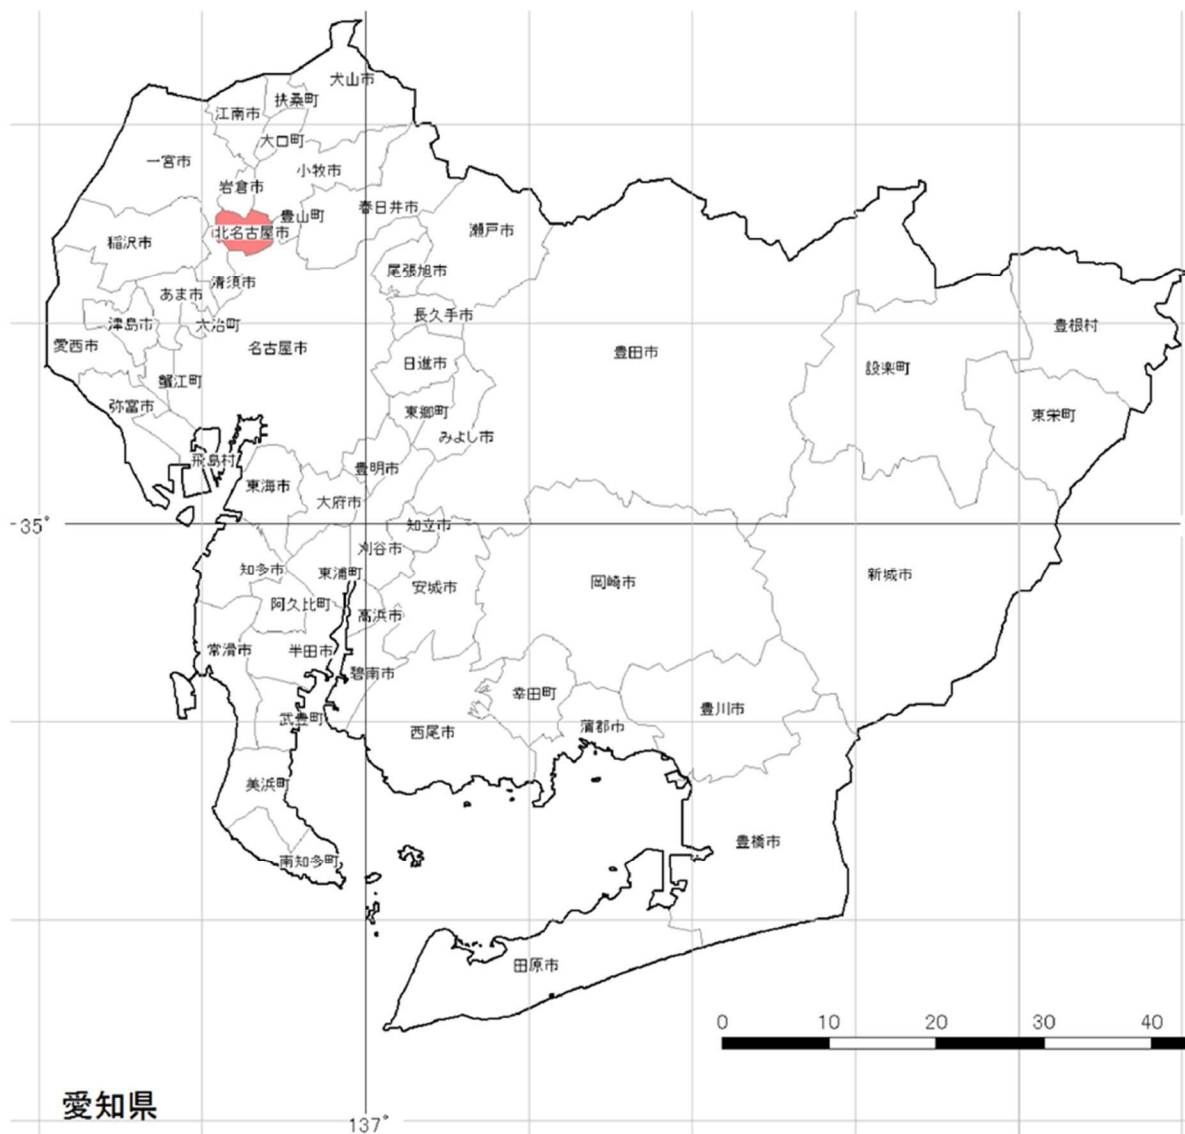 犬山市
扶桑町
江南市
大口町
一宮市
小牧市
岩倉市
春日井市
豊山町
北名古屋市
瀬戸市
稲沢市
尾張旭市
清須市
あま市
長久手市
津島市
大治町
豊根村
愛西市
名古屋市
豊田市
日進市
設楽町
蟹江町
弥富市
東郷町
東栄町
みよし市
飛島村
豊明市
東海市
大府市
35°
知立市
刈谷市
知多市
東浦町
安城市
岡崎市
新城市
阿久比町
高浜市
常滑市
半田市
碧南市
幸田町
武豊町
豊川市
蒲郡市
西尾市
美浜町
豊橋市
南知多町
田原市
0 10 20 30 40
愛知県
137°